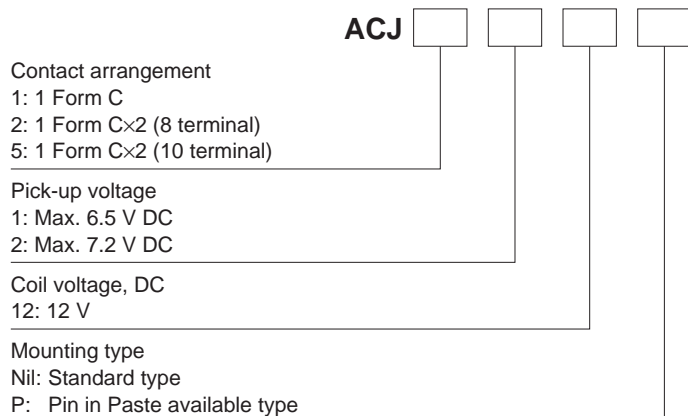 ACJ
Contact arrangement
1: 1 Form C
2: 1 Form C×2 (8 terminal)
5: 1 Form C×2 (10 terminal)
Pick-up voltage
1: Max. 6.5 V DC
2: Max. 7.2 V DC
Coil voltage, DC
12: 12 V
Mounting type
Nil: Standard type
P: Pin in Paste available type